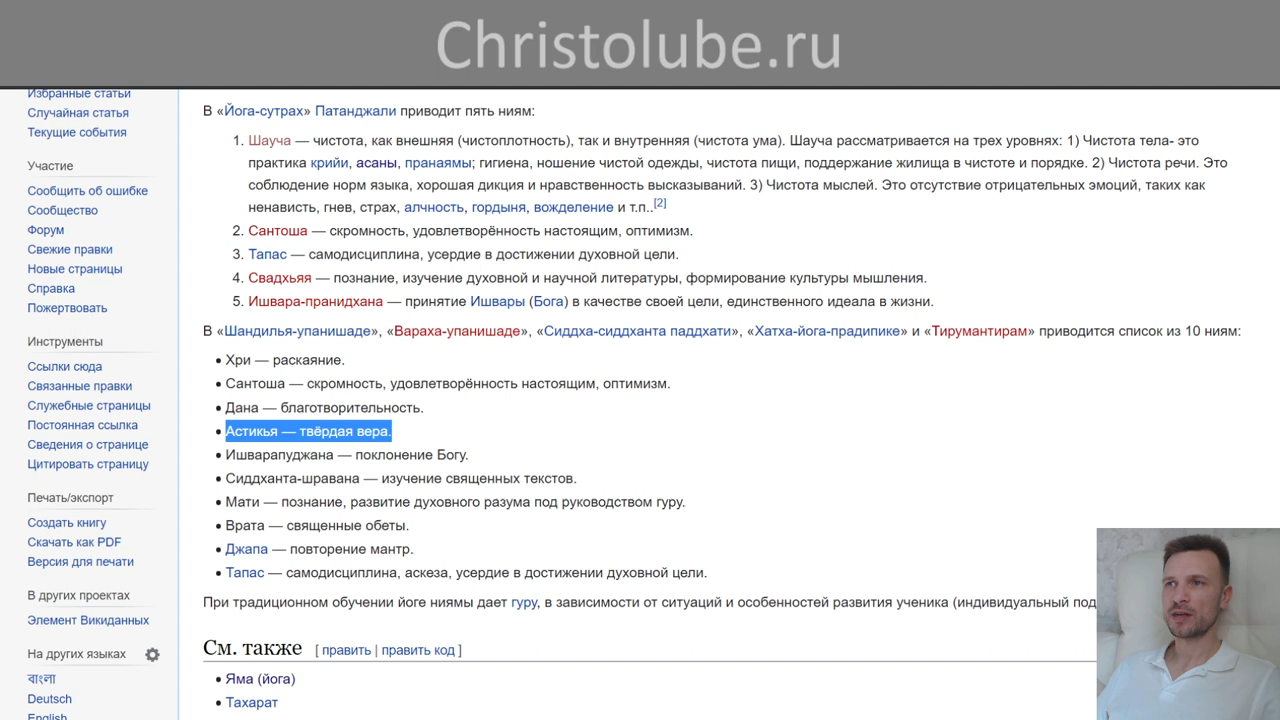 Christolube.ru
Избранные статьи
Случайная статья
Текущие события
Участие
Сообщить об ошибке
Сообщество
Форум
Свежие правки
Новые страницы
Справка
Пожертвовать
Инструменты
Ссылки сюда
Связанные правки
Служебные страницы
Постоянная ссылка
Сведения о странице
Цитировать страницу
Печать/экспорт
Создать книгу
Скачать как PDF
Версия для печати
В других проектах
Элемент Викиданных
На других языках
বাংলা
Deutsch
English
В «Йога-сутрах» Патанджали приводит пять ниям:
1. Шауча — чистота, как внешняя (чистоплотность), так и внутренняя (чистота ума). Шауча рассматривается на трех уровнях: 1) Чистота тела- это
практика крийи, асаны, пранаямы; гигиена, ношение чистой одежды, чистота пищи, поддержание жилища в чистоте и порядке. 2) Чистота речи. Это
соблюдение норм языка, хорошая дикция и нравственность высказываний. 3) Чистота мыслей. Это отсутствие отрицательных эмоций, таких как
ненависть, гнев, страх, алчность, гордыня, вожделение и т.п..[2]
2. Сантоша — скромность, удовлетворённость настоящим, оптимизм.
3. Тапас — самодисциплина, усердие в достижении духовной цели.
4. Свадхьяя — познание, изучение духовной и научной литературы, формирование культуры мышления.
5. Ишвара-пранидхана — принятие Ишвары (Бога) в качестве своей цели, единственного идеала в жизни.
В «Шандилья-упанишаде», «Вараха-упанишаде», «Сиддха-сиддханта паддхати», «Хатха-йога-прадипике» и «Тирумантирам» приводится список из 10 ниям:
• Хри — раскаяние.
• Сантоша — скромность, удовлетворённость настоящим, оптимизм.
• Дана — благотворительность.
• Астикья — твёрдая вера.
• Ишварапуджана — поклонение Богу.
• Сиддханта-шравана — изучение священных текстов.
• Мати — познание, развитие духовного разума под руководством гуру.
• Врата — священные обеты.
• Джапа — повторение мантр.
• Тапас — самодисциплина, аскеза, усердие в достижении духовной цели.
При традиционном обучении йоге ниямы дает гуру, в зависимости от ситуаций и особенностей развития ученика (индивидуальный под
См. также [ править | править код ]
• Яма (йога)
• Тахарат